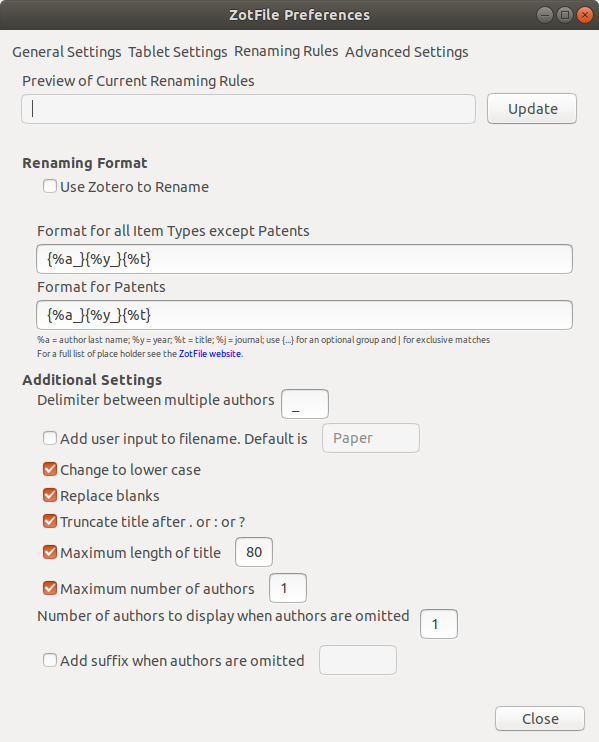 ZotFile Preferences
General Settings Tablet Settings Renaming Rules Advanced Settings
Preview of Current Renaming Rules
Update
Renaming Format
Use Zotero to Rename
Format for all Item Types except Patents
{%a_}{%y_}{%t}
Format for Patents
{%a_}{%y_}{%t}
%a = author last name; %y = year; %t = title; %j = journal; use {...} for an optional group and | for exclusive matches
For a full list of place holder see the ZotFile website.
Additional Settings
Delimiter between multiple authors _
Add user input to filename. Default is Paper
Change to lower case
Replace blanks
Truncate title after . or : or ?
Maximum length of title 80
Maximum number of authors 1
Number of authors to display when authors are omitted 1
Add suffix when authors are omitted
Close